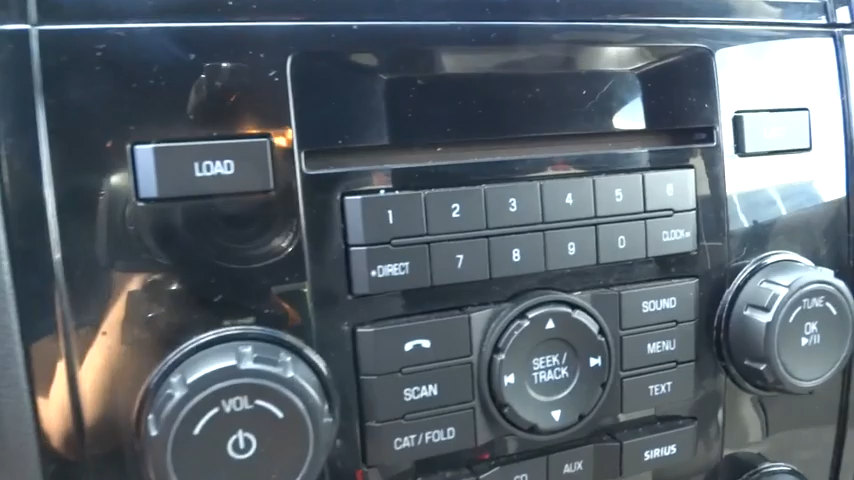 LOAD
1 2 3 4 5 6
DIRECT 7 8 9 0 CLOCK
SOUND
SCAN
SEEK/
TRACK
MENU
CAT/FOLD
TEXT
CD AUX SIRIUS
VOL
TUNE
OK